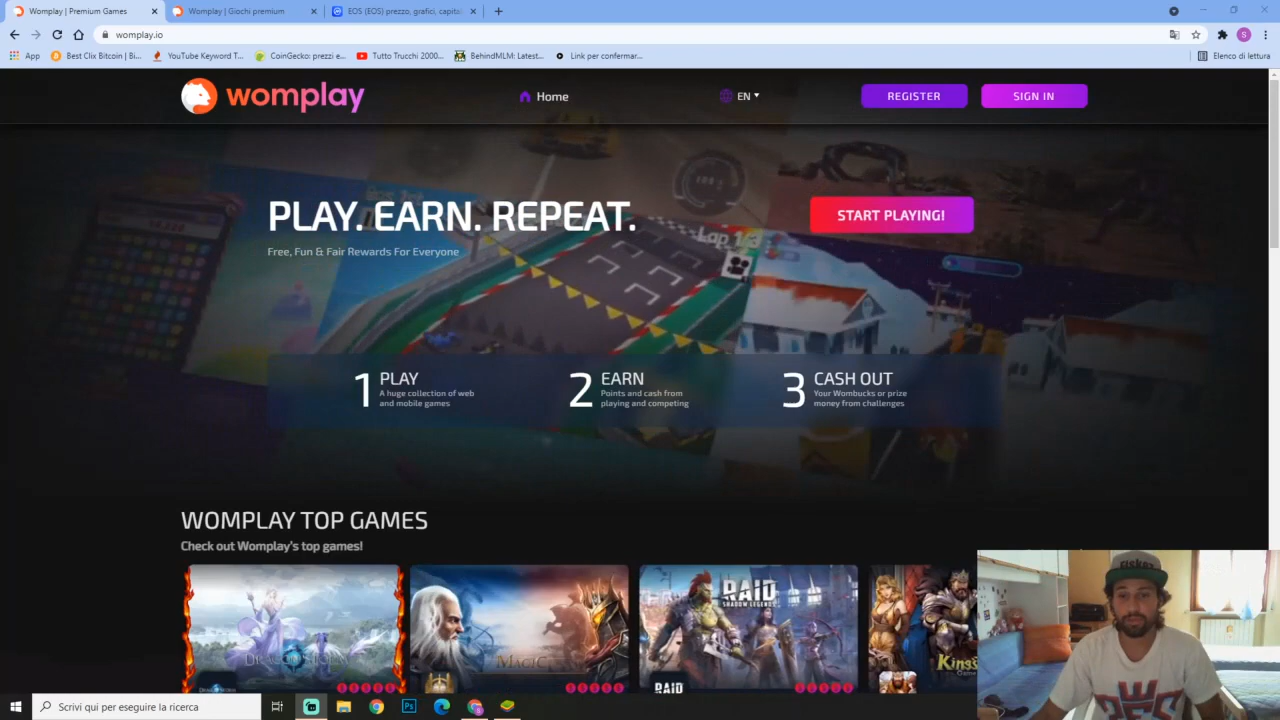 Womplay | Premium Games
Womplay | Giochi premium
EOS (EOS) prezzo, grafici, capita
womplay.io
App
Best Clix Bitcoin | Bi...
YouTube Keyword T...
CoinGecko: prezzi e...
Tutto Trucchi 2000...
BehindMLM: Latest...
Link per confermar...
Elenco di lettura
womplay
Home
EN
REGISTER
SIGN IN
PLAY. EARN. REPEAT.
Free, Fun & Fair Rewards For Everyone
START PLAYING!
Lap 1/3
1 PLAY
A huge collection of web
and mobile games
2 EARN
Points and cash from
playing and competing
3 CASH OUT
Your Wombucks or prize
money from challenges
WOMPLAY TOP GAMES
Check out Womplay's top games!
DRAGONSTORM
MAGIC
RAID
SHADOW LEGENDS
RAID
Scrivi qui per eseguire la ricerca